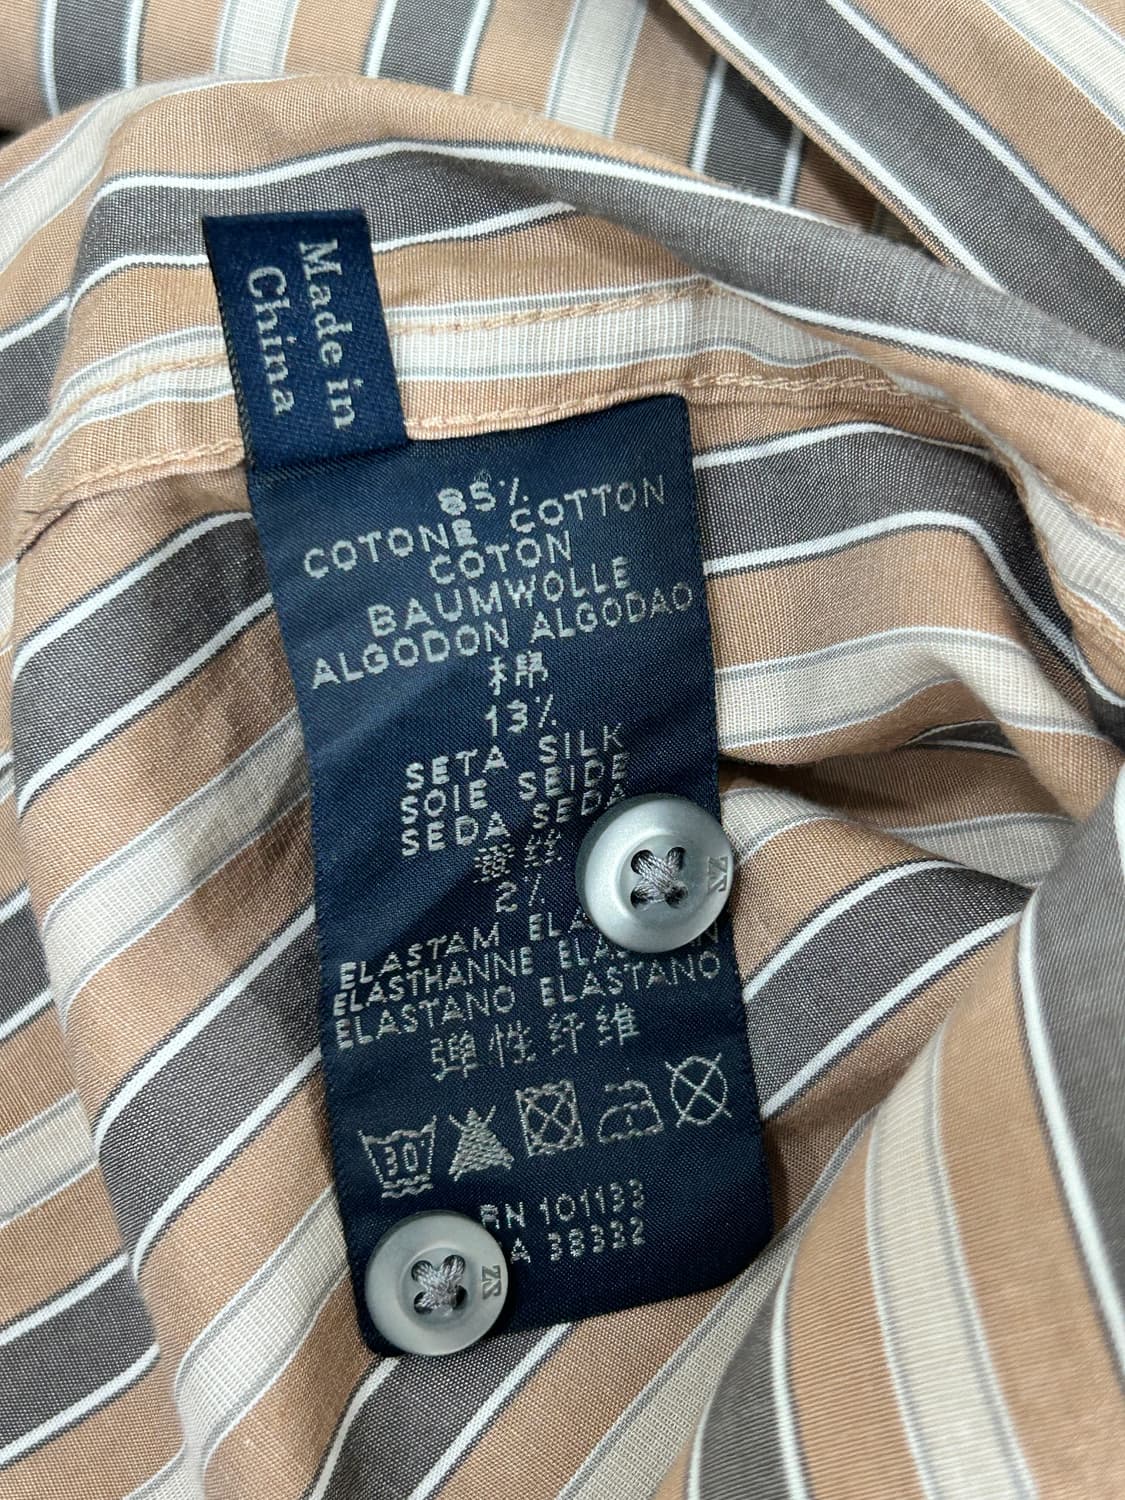 Made in
China
85%
COTONE COTTON
COTON
BAUMWOLLE
ALGODON ALGODAO
棉
13%
SETA SILK
SOIE SEIDE
SEDA SEDA
2%
ELASTAM
ELASTHANNE
ELASTANO ELASTANO
弹性纤维
30°
RN 101133
A 38322